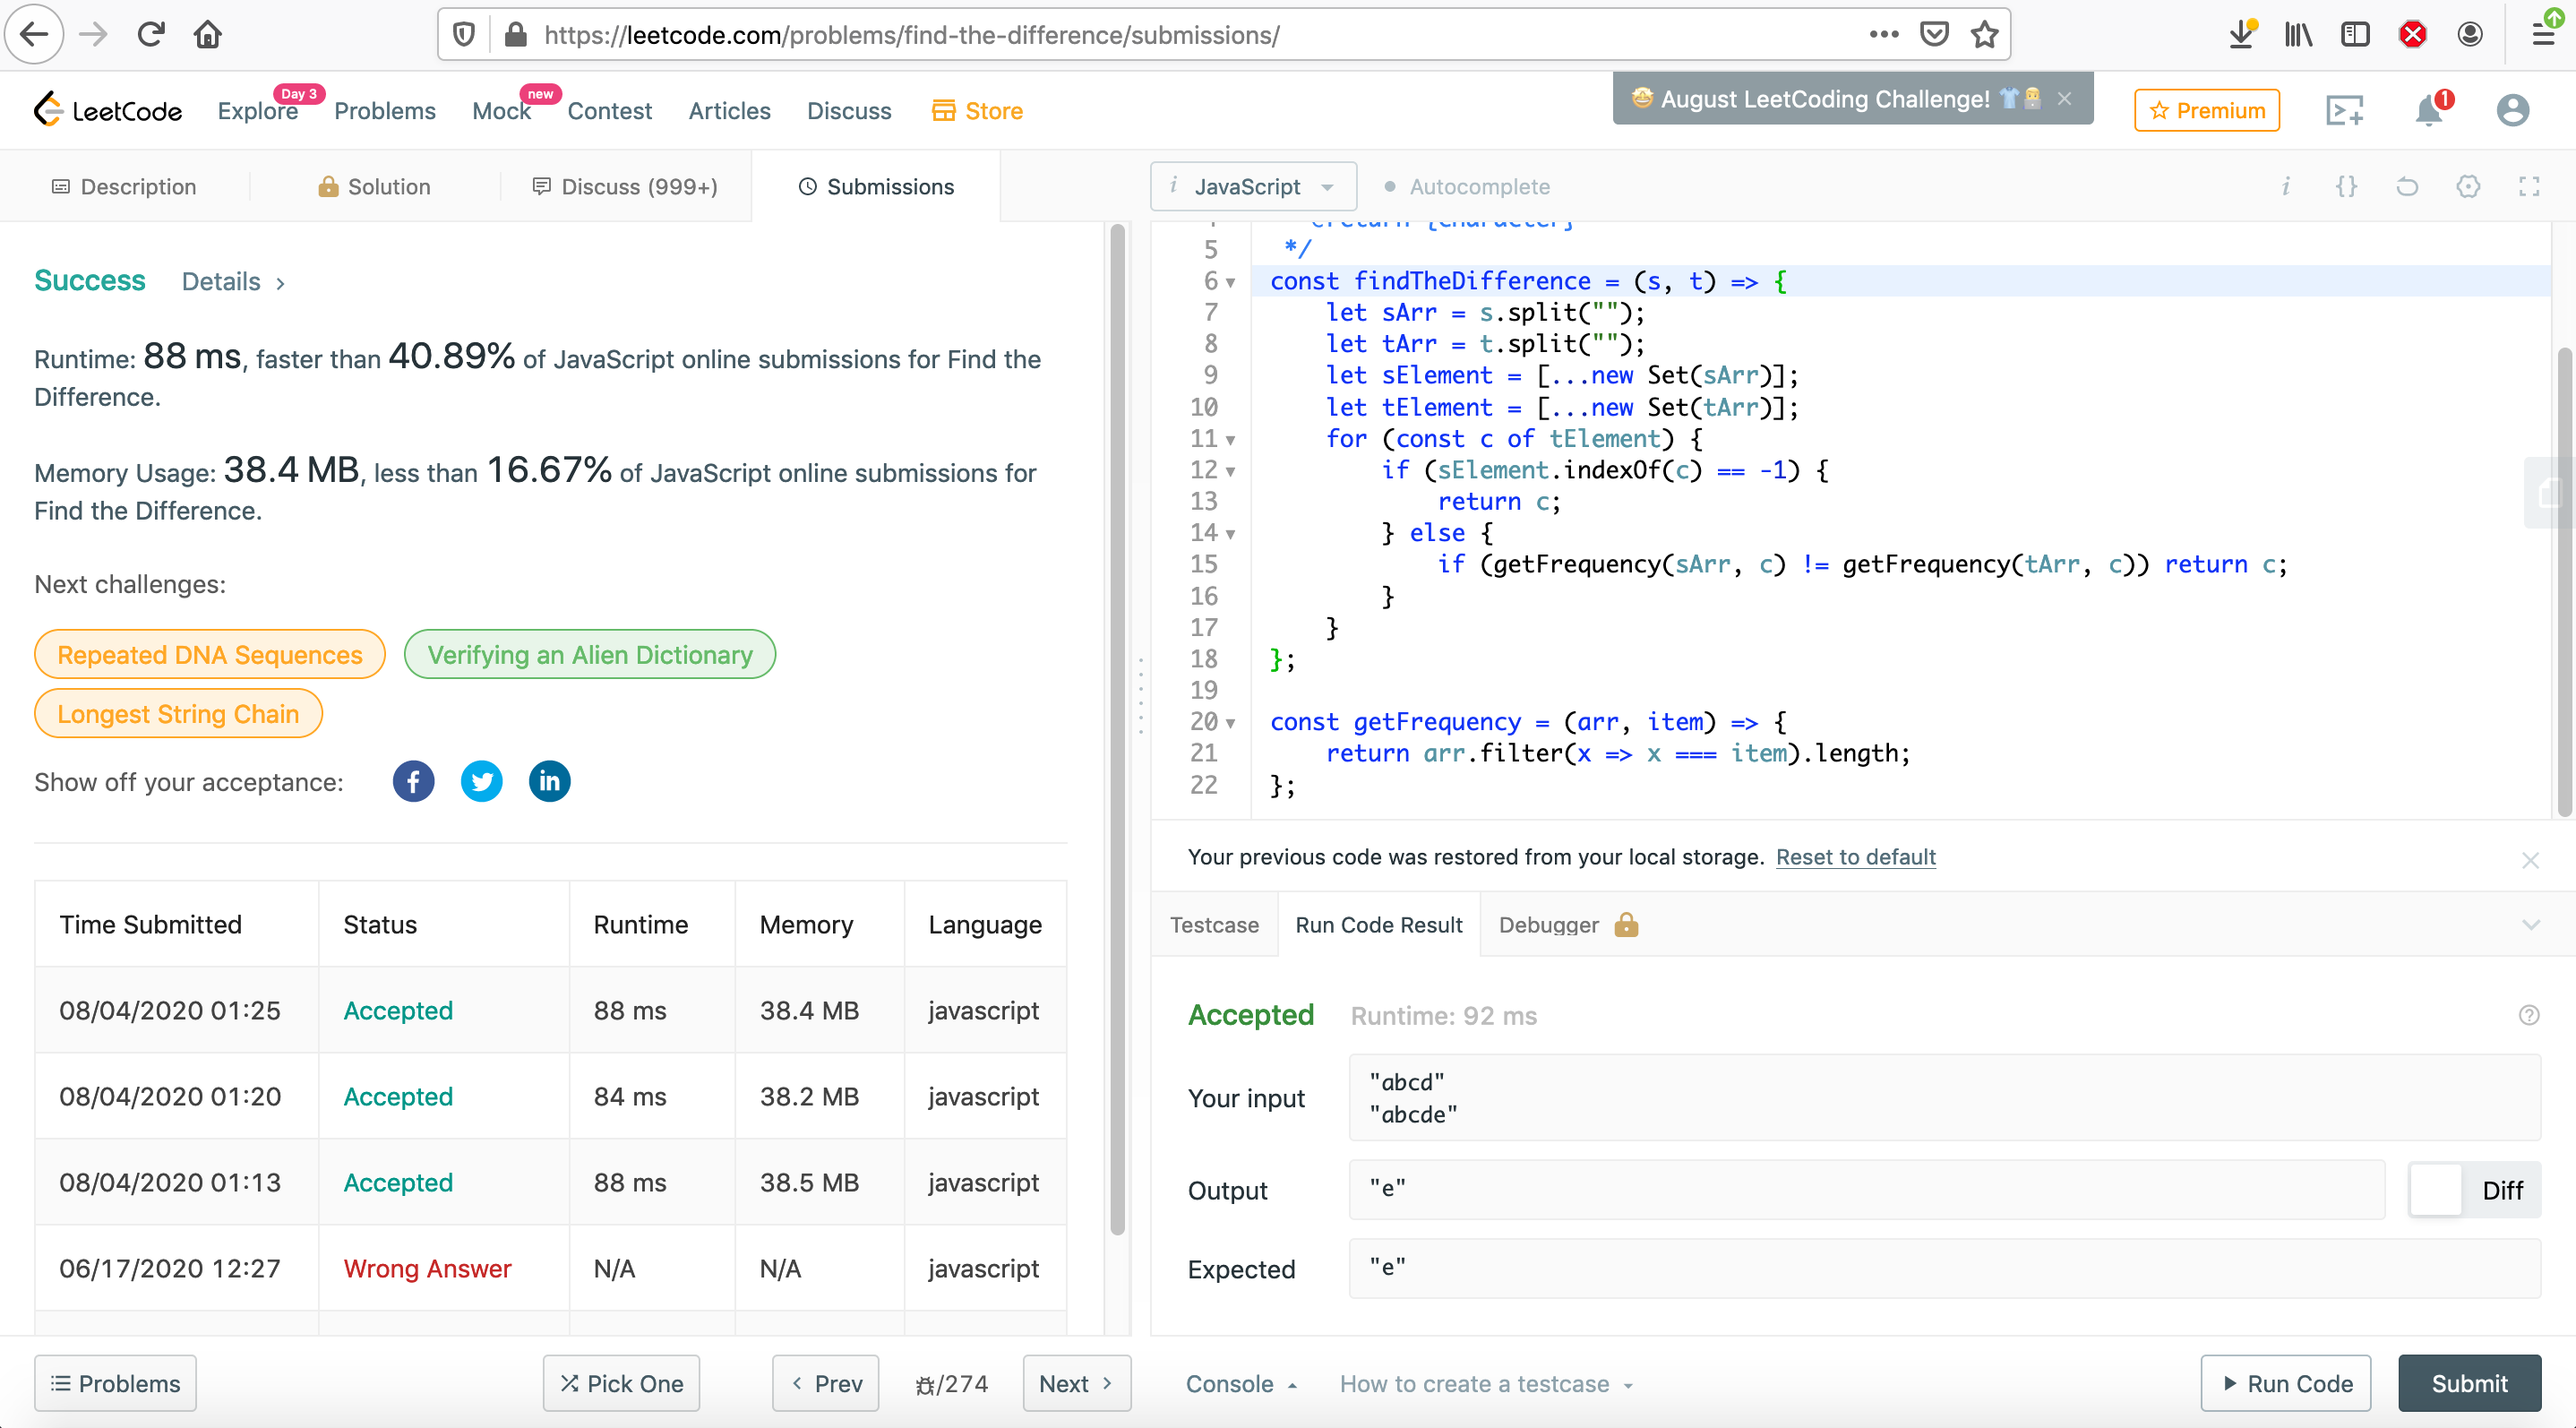 https://leetcode.com/problems/find-the-difference/submissions/
LeetCode
Explore
Day 3
Problems
Mock
new
Contest
Articles
Discuss
Store
🤩 August LeetCoding Challenge! 👕
Premium
1
Description
Solution
Discuss (999+)
Submissions
Success
Details
Runtime: 88 ms, faster than 40.89% of JavaScript online submissions for Find the
Difference.
Memory Usage: 38.4 MB, less than 16.67% of JavaScript online submissions for
Find the Difference.
Next challenges:
Repeated DNA Sequences
Verifying an Alien Dictionary
Longest String Chain
Show off your acceptance:
Time Submitted Status Runtime Memory Language
08/04/2020 01:25 Accepted 88 ms 38.4 MB javascript
08/04/2020 01:20 Accepted 84 ms 38.2 MB javascript
08/04/2020 01:13 Accepted 88 ms 38.5 MB javascript
06/17/2020 12:27 Wrong Answer N/A N/A javascript
Problems
Pick One
Prev
/274
Next
i JavaScript
Autocomplete
5 */
6 const findTheDifference = (s, t) => {
7 let sArr = s.split("");
8 let tArr = t.split("");
9 let sElement = [...new Set(sArr)];
10 let tElement = [...new Set(tArr)];
11 for (const c of tElement) {
12 if (sElement.indexOf(c) == -1) {
13 return c;
14 } else {
15 if (getFrequency(sArr, c) != getFrequency(tArr, c)) return c;
16 }
17 }
18 };
19
20 const getFrequency = (arr, item) => {
21 return arr.filter(x => x === item).length;
22 };
Your previous code was restored from your local storage. Reset to default
Testcase
Run Code Result
Debugger
Accepted
Runtime: 92 ms
Your input
"abcd"
"abcde"
Output
"e"
Diff
Expected
"e"
Console
How to create a testcase
Run Code
Submit